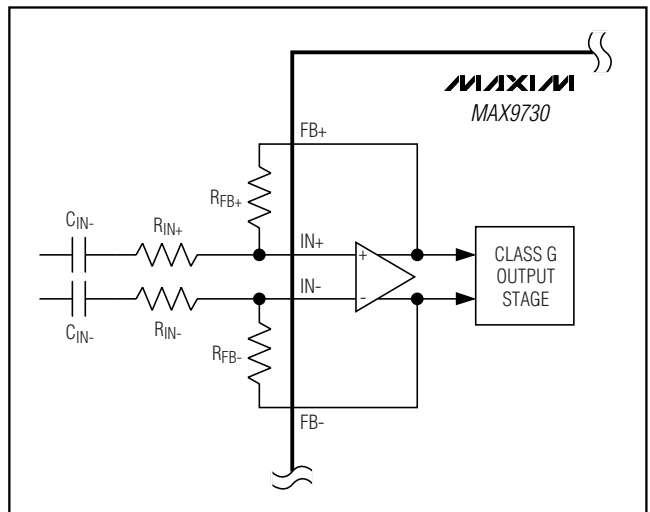 MAXIM
MAX9730
FB+
RFB+
CIN-
RIN+
IN+
+
CLASS G
OUTPUT
STAGE
IN-
-
CIN-
RIN-
RFB-
FB-